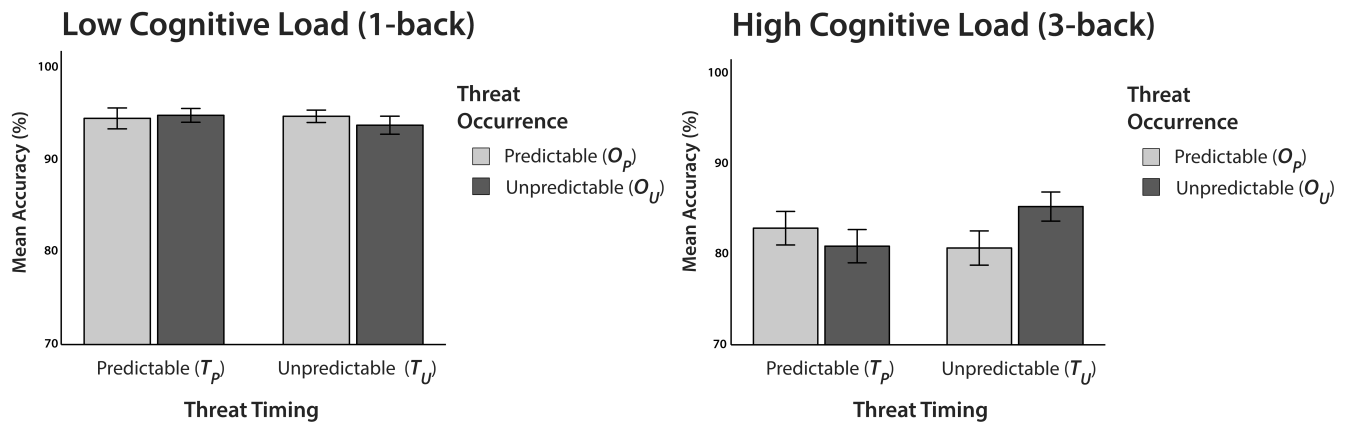 Low Cognitive Load (1-back)
100
90
80
70
Mean Accuracy (%)
Predictable (TP)
Unpredictable (TU)
Threat Timing
Threat
Occurrence
Predictable (OP)
Unpredictable (OU)
High Cognitive Load (3-back)
100
90
80
70
Mean Accuracy (%)
Predictable (TP)
Unpredictable (TU)
Threat Timing
Threat
Occurrence
Predictable (OP)
Unpredictable (OU)